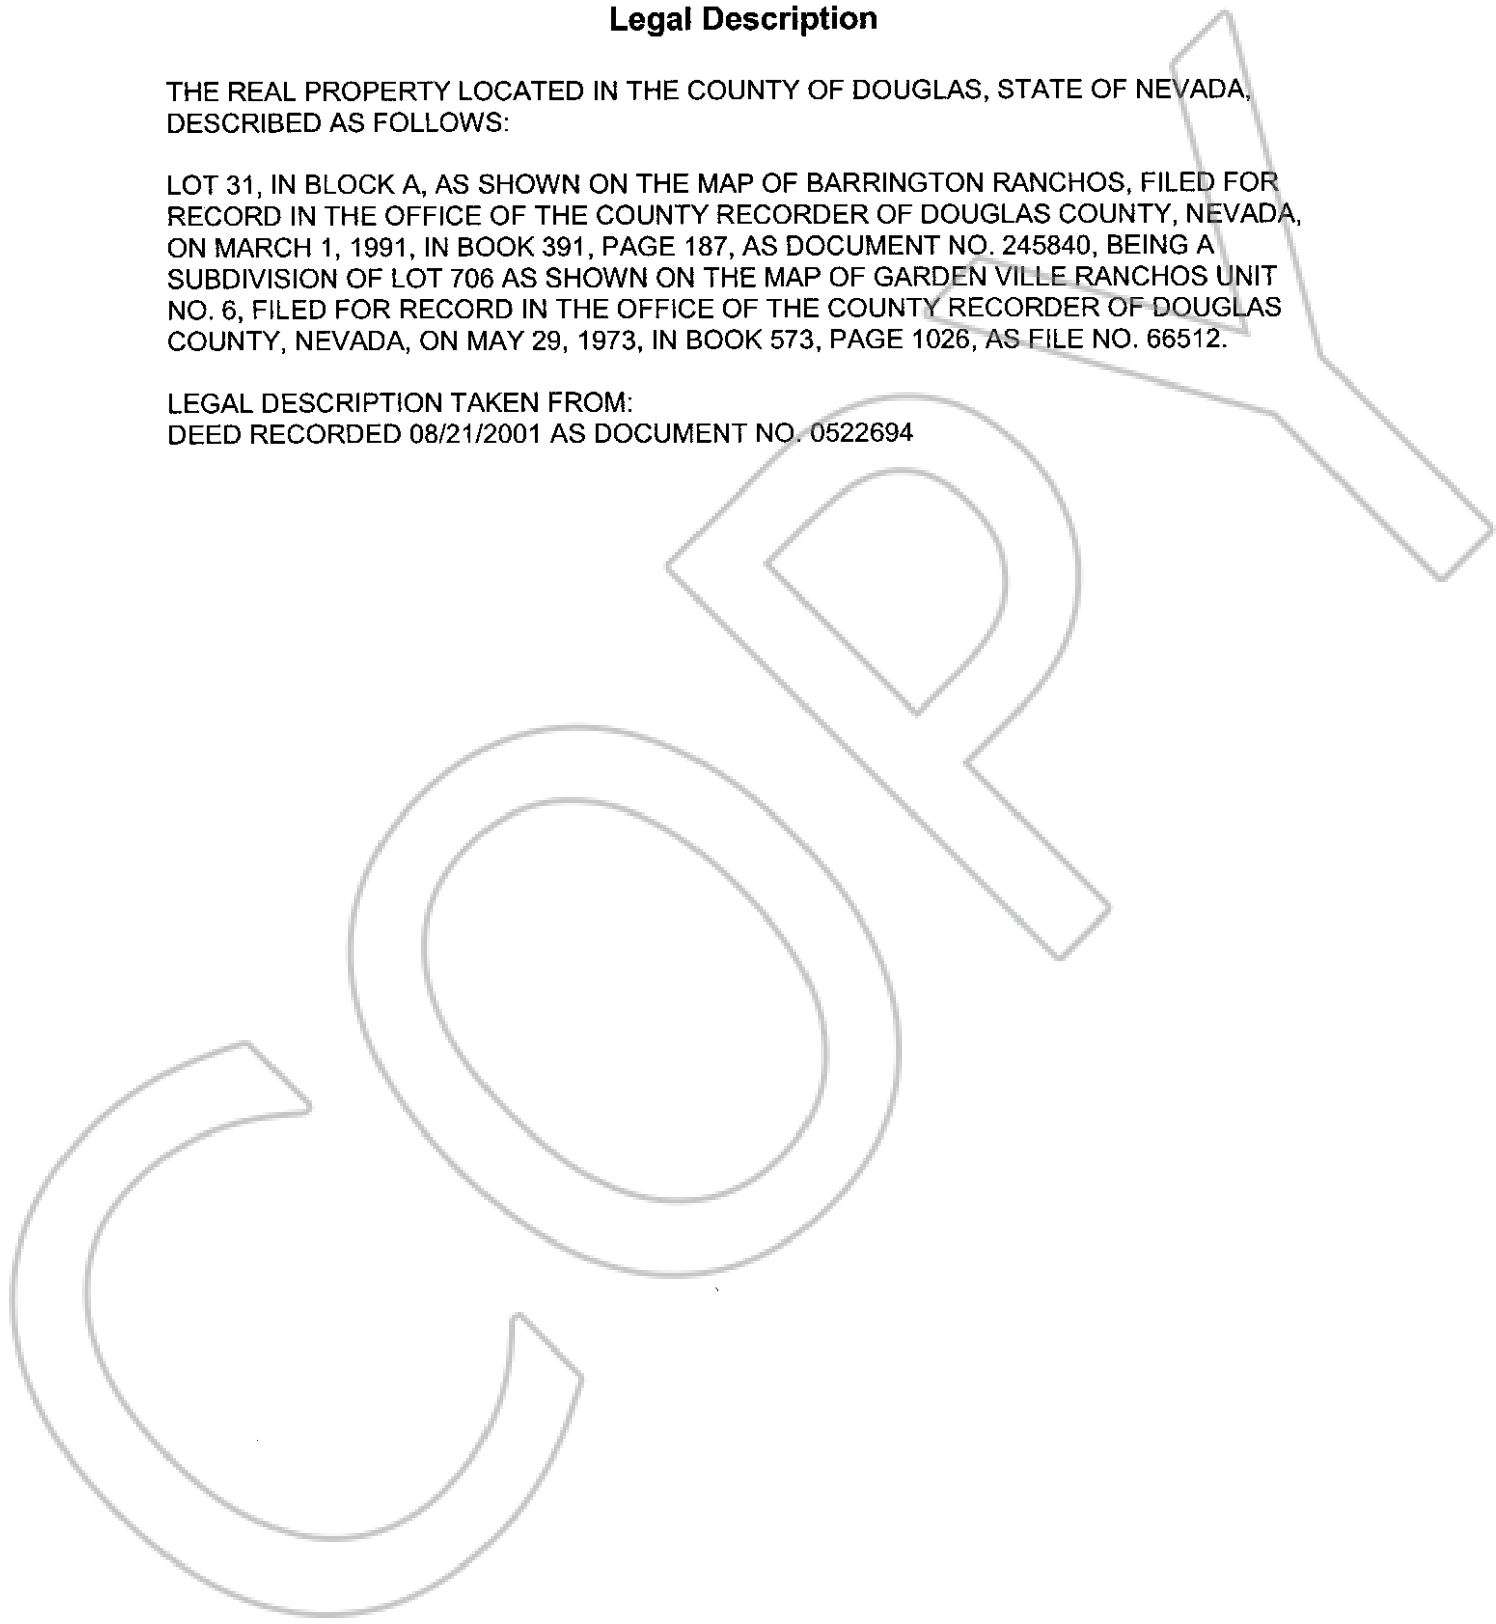 Legal Description
THE REAL PROPERTY LOCATED IN THE COUNTY OF DOUGLAS, STATE OF NEVADA,
DESCRIBED AS FOLLOWS:
LOT 31, IN BLOCK A, AS SHOWN ON THE MAP OF BARRINGTON RANCHOS, FILED FOR
RECORD IN THE OFFICE OF THE COUNTY RECORDER OF DOUGLAS COUNTY, NEVADA,
ON MARCH 1, 1991, IN BOOK 391, PAGE 187, AS DOCUMENT NO. 245840, BEING A
SUBDIVISION OF LOT 706 AS SHOWN ON THE MAP OF GARDEN VILLE RANCHOS UNIT
NO. 6, FILED FOR RECORD IN THE OFFICE OF THE COUNTY RECORDER OF DOUGLAS
COUNTY, NEVADA, ON MAY 29, 1973, IN BOOK 573, PAGE 1026, AS FILE NO. 66512.
LEGAL DESCRIPTION TAKEN FROM:
DEED RECORDED 08/21/2001 AS DOCUMENT NO. 0522694
COPY